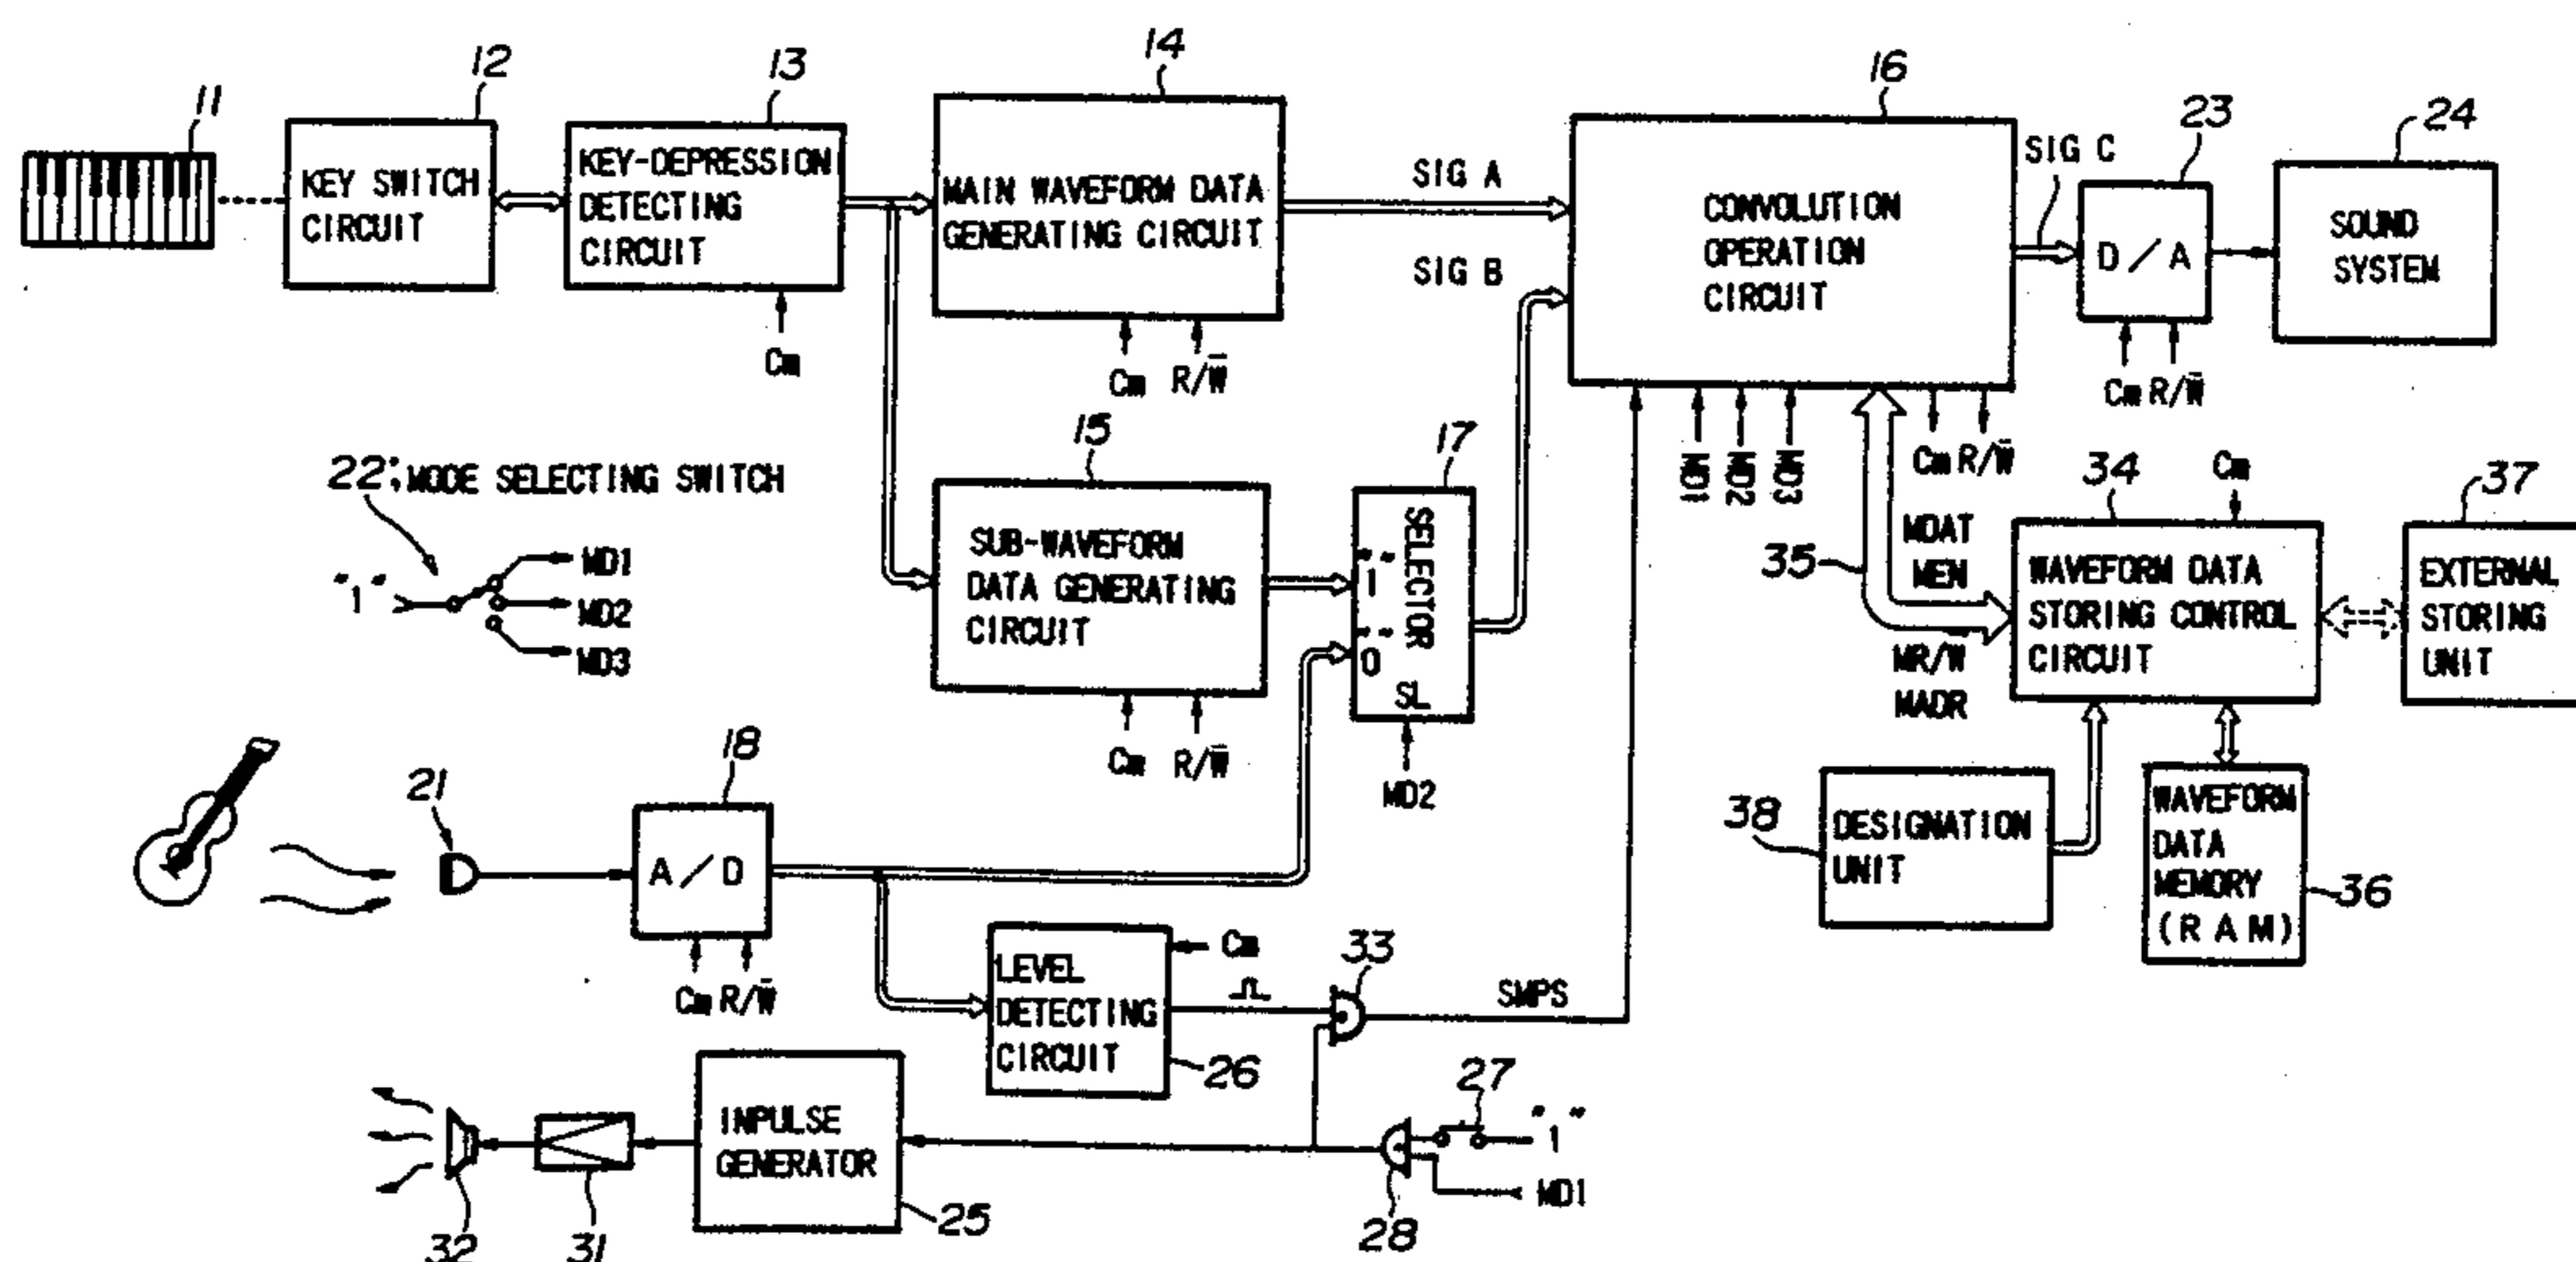 11
12
13
14
16
23
24
KEY SWITCH
CIRCUIT
KEY-DEPRESSION
DETECTING
CIRCUIT
Cm
MAIN WAVEFORM DATA
GENERATING CIRCUIT
Cm R/W̅
SIG A
SIG B
CONVOLUTION
OPERATION
CIRCUIT
SIG C
D/A
Cm R/W̅
SOUND
SYSTEM
MD1
MD2
MD3
Cm R/W̅
22; MODE SELECTING SWITCH
"1"
MD1
MD2
MD3
15
SUB-WAVEFORM
DATA GENERATING
CIRCUIT
Cm R/W̅
17
SELECTOR
"1"
"0"
SL
MD2
35
MDAT
MEN
MR/W̅
MADR
34
Cm
WAVEFORM DATA
STORING CONTROL
CIRCUIT
37
EXTERNAL
STORING
UNIT
38
DESIGNATION
UNIT
WAVEFORM
DATA
MEMORY
(RAM)
36
21
18
A/D
Cm R/W̅
LEVEL
DETECTING
CIRCUIT
Cm
26
33
SMPS
INPULSE
GENERATOR
25
27
"1"
MD1
28
31
32